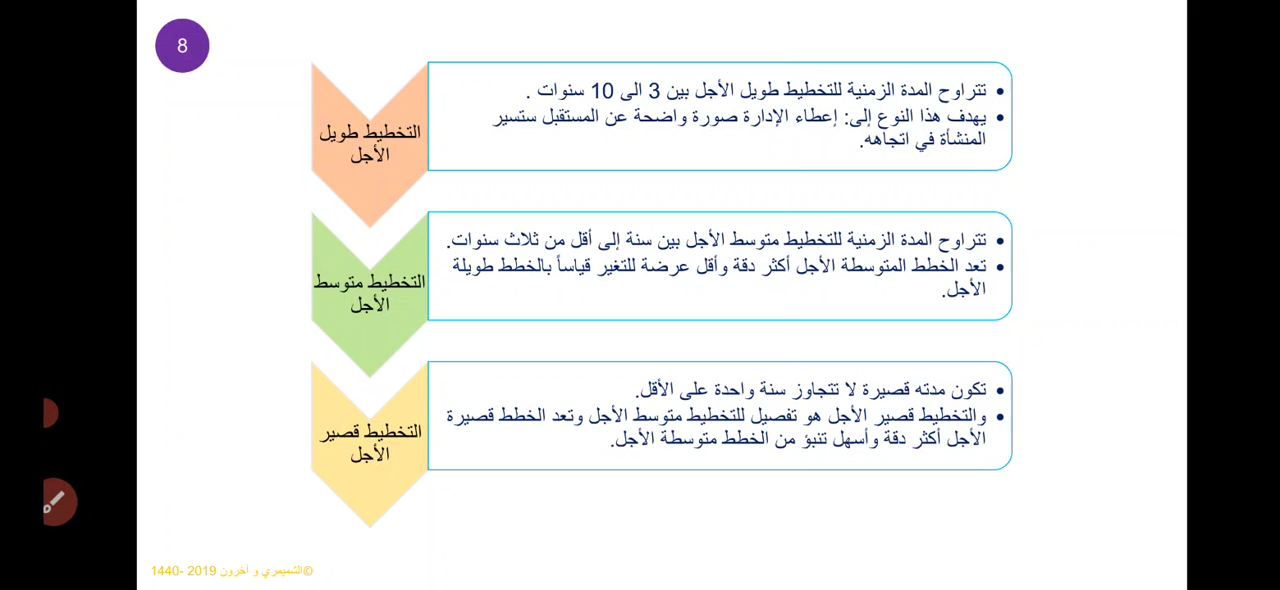 8
تتراوح المدة الزمنية للتخطيط طويل الأجل بين 3 الى 10 سنوات .
يهدف هذا النوع إلى: إعطاء الإدارة صورة واضحة عن المستقبل ستسير
المنشأة في اتجاهه.
التخطيط طويل
الأجل
تتراوح المدة الزمنية للتخطيط متوسط الأجل بين سنة إلى أقل من ثلاث سنوات.
تعد الخطط المتوسطة الأجل أكثر دقة وأقل عرضة للتغير قياساً بالخطط طويلة
الأجل.
التخطيط متوسط
الأجل
تكون مدته قصيرة لا تتجاوز سنة واحدة على الأقل.
والتخطيط قصير الأجل هو تفصيل للتخطيط متوسط الأجل وتعد الخطط قصيرة
الأجل أكثر دقة وأسهل تنبؤ من الخطط متوسطة الأجل.
التخطيط قصير
الأجل
©الشميمري و آخرون 2019 -1440